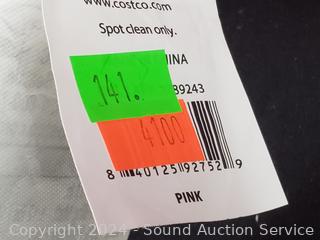 www.costco.com
Spot clean only.
HINA
39243
141.
4100
8 40125 92752 9
PINK
Copyright 2024 - Sound Auction Service